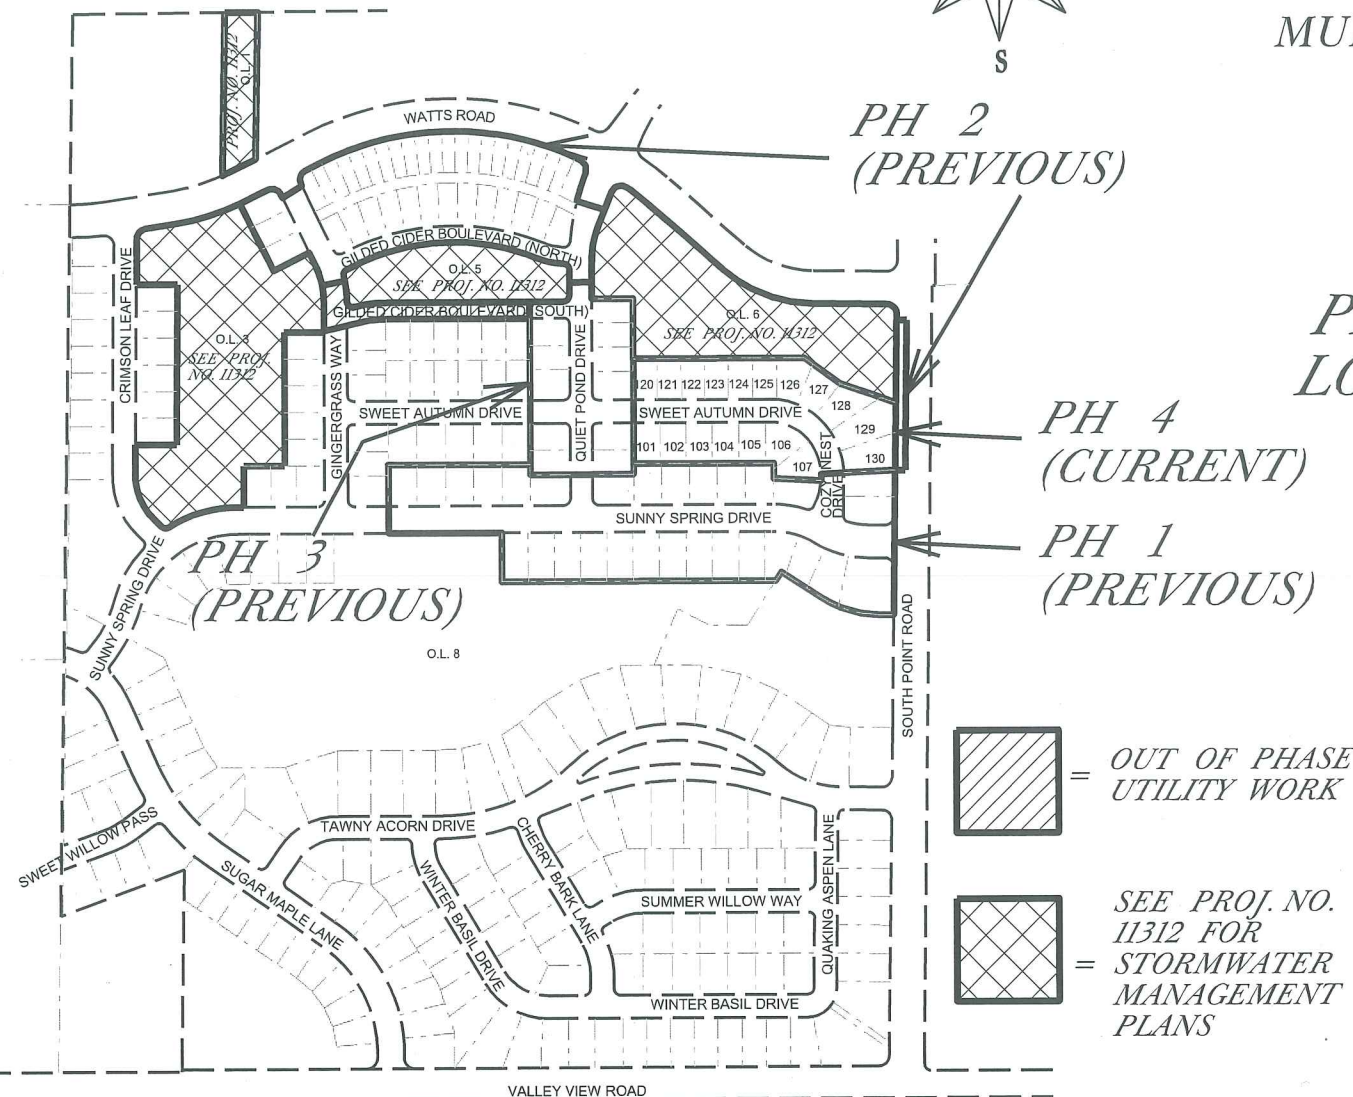 S
MU
PH 2
(PREVIOUS)
WATTS ROAD
O.L. 1
PROJ. NO. 11312
GILDED CIDER BOULEVARD (NORTH)
O.L. 5
SEE PROJ. NO. 11312
GILDED CIDER BOULEVARD (SOUTH)
O.L. 6
SEE PROJ. NO. 11312
CRIMSON LEAF DRIVE
O.L. 3
SEE PROJ.
NO. 11312
GINGERGRASS WAY
QUIET POND DRIVE
P
LO
120 121 122 123 124 125 126 127
128
129
130
SWEET AUTUMN DRIVE
SWEET AUTUMN DRIVE
101 102 103 104 105 106
107
COZY NEST
DRIVE
PH 4
(CURRENT)
SUNNY SPRING DRIVE
PH 3
(PREVIOUS)
PH 1
(PREVIOUS)
SUNNY SPRING DRIVE
O.L. 8
SOUTH POINT ROAD
OUT OF PHASE
= UTILITY WORK
SWEET WILLOW PASS
TAWNY ACORN DRIVE
SUGAR MAPLE LANE
WINTER BASIL DRIVE
CHERRY BARK LANE
SUMMER WILLOW WAY
QUAKING ASPEN LANE
WINTER BASIL DRIVE
SEE PROJ. NO.
11312 FOR
= STORMWATER
MANAGEMENT
PLANS
VALLEY VIEW ROAD